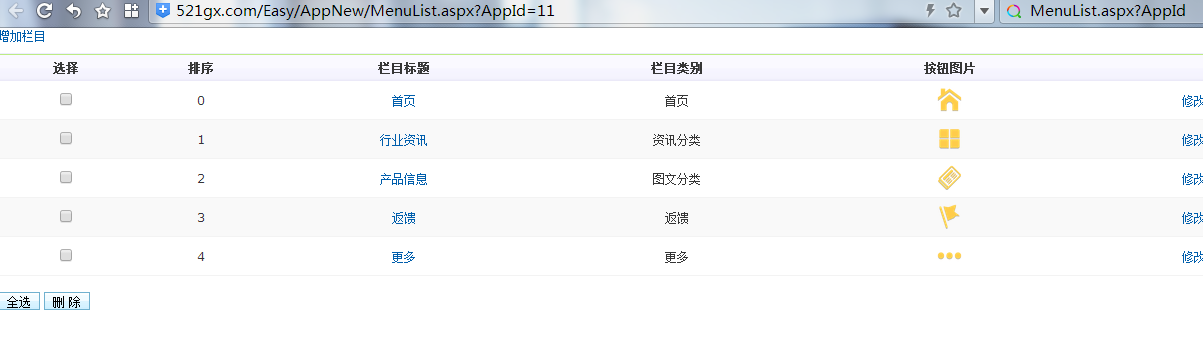 521gx.com/Easy/AppNew/MenuList.aspx?AppId=11 MenuList.aspx?AppId
增加栏目
选择 排序 栏目标题 栏目类别 按钮图片
0 首页 首页 修改
1 行业资讯 资讯分类 修改
2 产品信息 图文分类 修改
3 返馈 返馈 修改
4 更多 更多 修改
全选 删 除